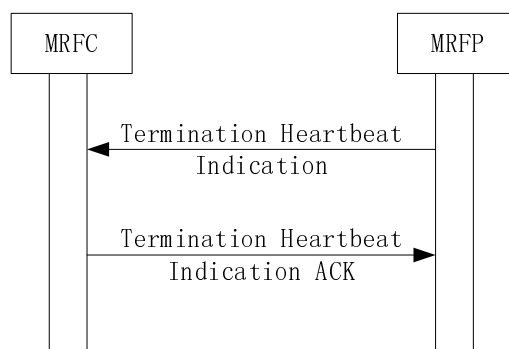 MRFC
MRFP
Termination Heartbeat
Indication
Termination Heartbeat
Indication ACK